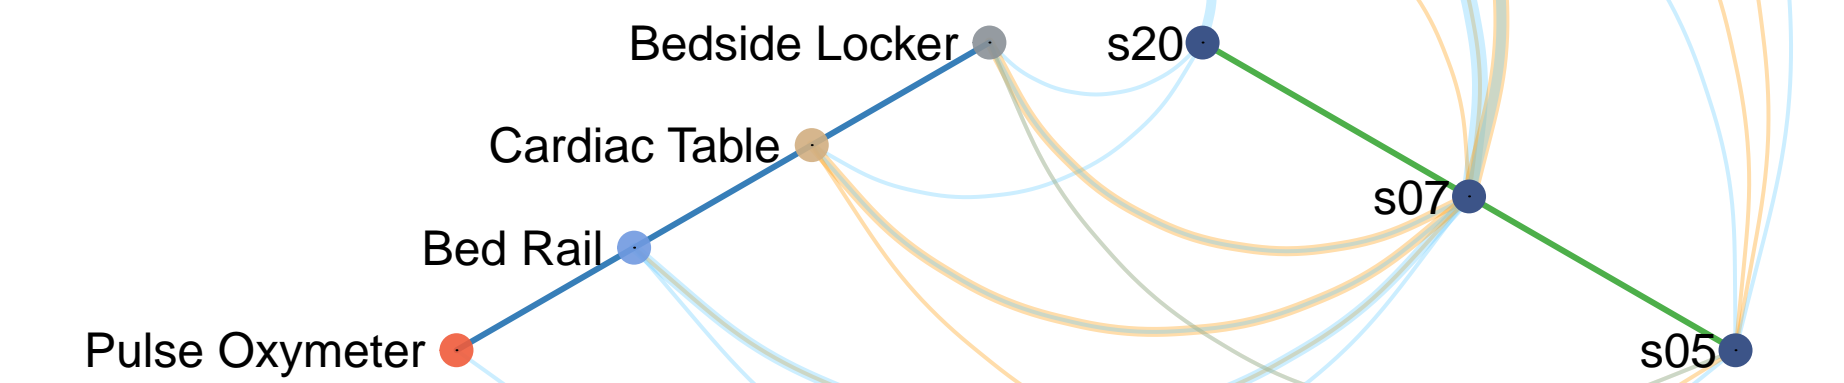 Bedside Locker
s20
Cardiac Table
s07
Bed Rail
Pulse Oxymeter
s05